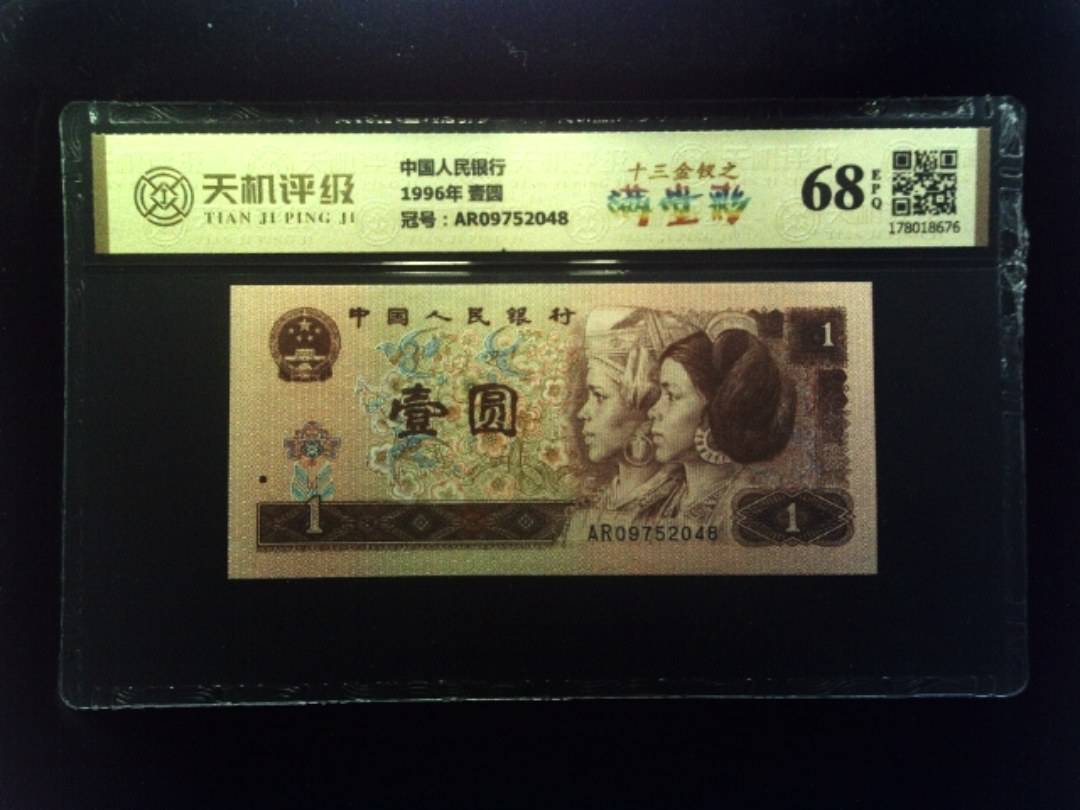 天机评级
TIAN JI PING JI
中国人民银行
1996年 壹圆
冠号：AR09752048
十三金钗之
满堂彩
68
EPQ
178018676
中国人民银行
壹圆
1
1
1
AR09752048